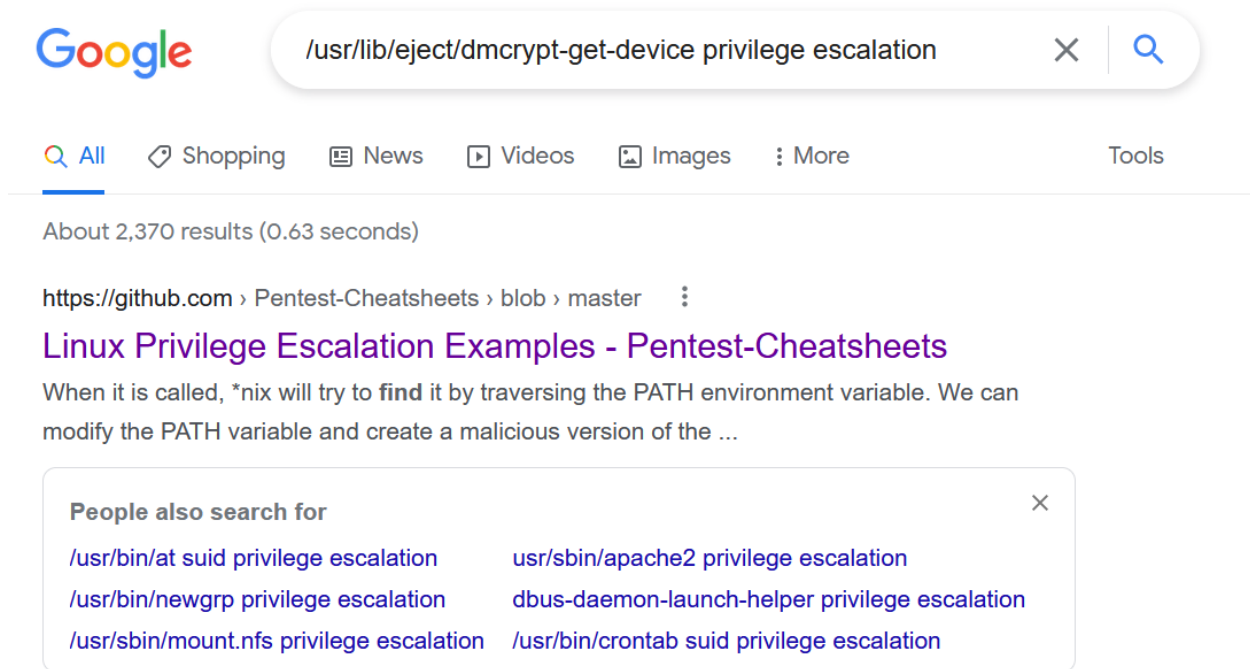 Google
/usr/lib/eject/dmcrypt-get-device privilege escalation
All Shopping News Videos Images More Tools
About 2,370 results (0.63 seconds)
https://github.com › Pentest-Cheatsheets › blob › master
Linux Privilege Escalation Examples - Pentest-Cheatsheets
When it is called, *nix will try to find it by traversing the PATH environment variable. We can
modify the PATH variable and create a malicious version of the ...
People also search for
/usr/bin/at suid privilege escalation usr/sbin/apache2 privilege escalation
/usr/bin/newgrp privilege escalation dbus-daemon-launch-helper privilege escalation
/usr/sbin/mount.nfs privilege escalation /usr/bin/crontab suid privilege escalation